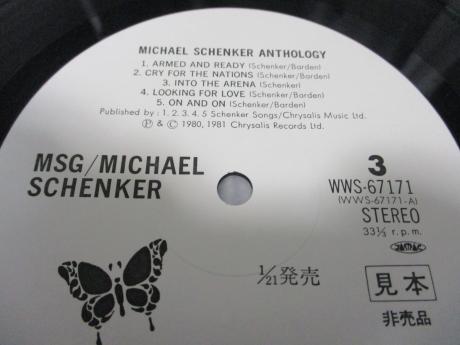 MICHAEL SCHENKER ANTHOLOGY
1. ARMED AND READY (Schenker/Barden)
2. CRY FOR THE NATIONS (Schenker/Barden)
3. INTO THE ARENA (Schenker)
4. LOOKING FOR LOVE (Schenker/Barden)
5. ON AND ON (Schenker/Barden)
Published by : 1, 2, 3, 4, 5 Schenker Songs/Chrysalis Music Ltd.
Ⓟ & © 1980, 1981 Chrysalis Records Ltd.
MSG/MICHAEL
SCHENKER
3
WWS-67171
(WWS-67171-A)
STEREO
33⅓ r.p.m.
JASRAC
1/21発売
見本
非売品